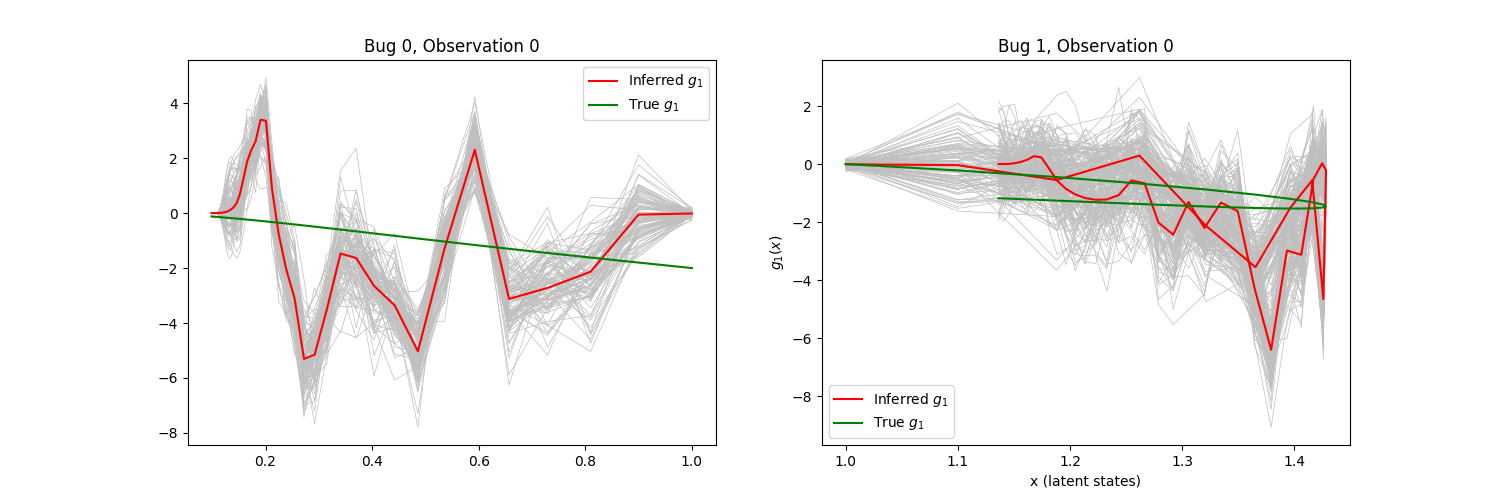 Bug 0, Observation 0
Inferred g₁
True g₁
4
2
0
−2
−4
−6
−8
0.2
0.4
0.6
0.8
1.0
Bug 1, Observation 0
g₁(x)
2
0
−2
−4
−6
−8
Inferred g₁
True g₁
1.0
1.1
1.2
1.3
1.4
x (latent states)